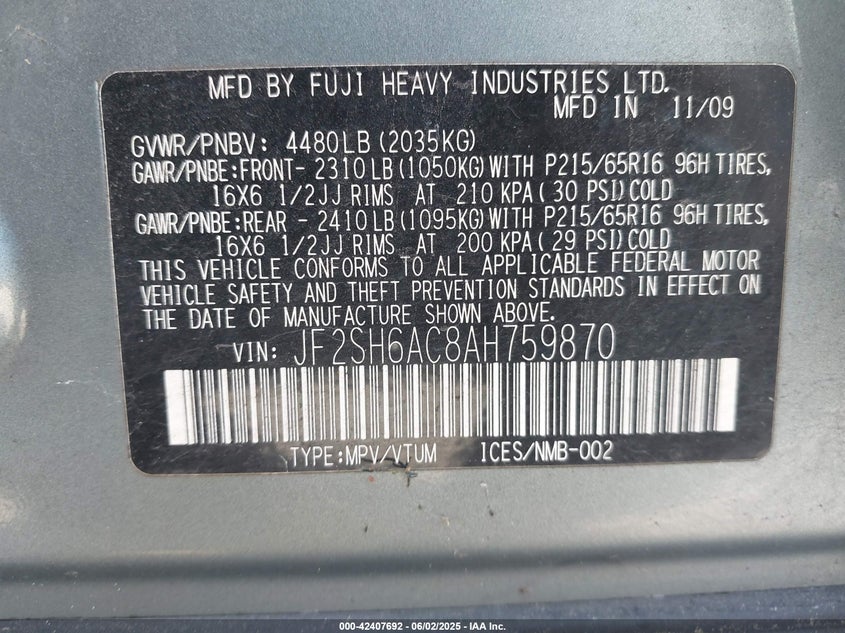 MFD BY FUJI HEAVY INDUSTRIES LTD.
MFD IN 11/09
GVWR/PNBV: 4480LB(2035KG)
GAWR/PNBE:FRONT- 2310LB(1050KG)WITH P215/65R16 96H TIRES,
16X6 1/2JJ RIMS AT 210 KPA(30 PSI)COLD
GAWR/PNBE:REAR - 2410LB(1095KG)WITH P215/65R16 96H TIRES,
16X6 1/2JJ RIMS AT 200 KPA(29 PSI)COLD
THIS VEHICLE CONFORMS TO ALL APPLICABLE FEDERAL MOTOR
VEHICLE SAFETY AND THEFT PREVENTION STANDARDS IN EFFECT ON
THE DATE OF MANUFACTURE SHOWN ABOVE.
VIN: JF2SH6AC8AH759870
TYPE:MPV/VTUM ICES/NMB-002
000-42407692 - 06/02/2025 - IAA Inc.